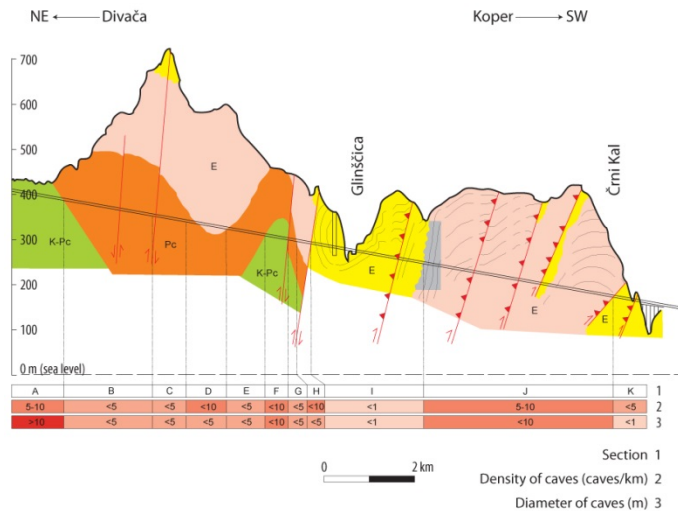 NE ← Divača
Koper → SW
700
600
500
400
300
200
100
0 m (sea level)
E
Glinščica
Črni Kal
K-Pc
Pc
K-Pc
E
E
E
A B C D E F G H I J K 1
5-10 <5 <5 <10 <5 <10 <5 <10 <1 5-10 <5 2
>10 <5 <5 <5 <5 <10 <5 <5 <1 <10 <1 3
0 2 km
Section 1
Density of caves (caves/km) 2
Diameter of caves (m) 3